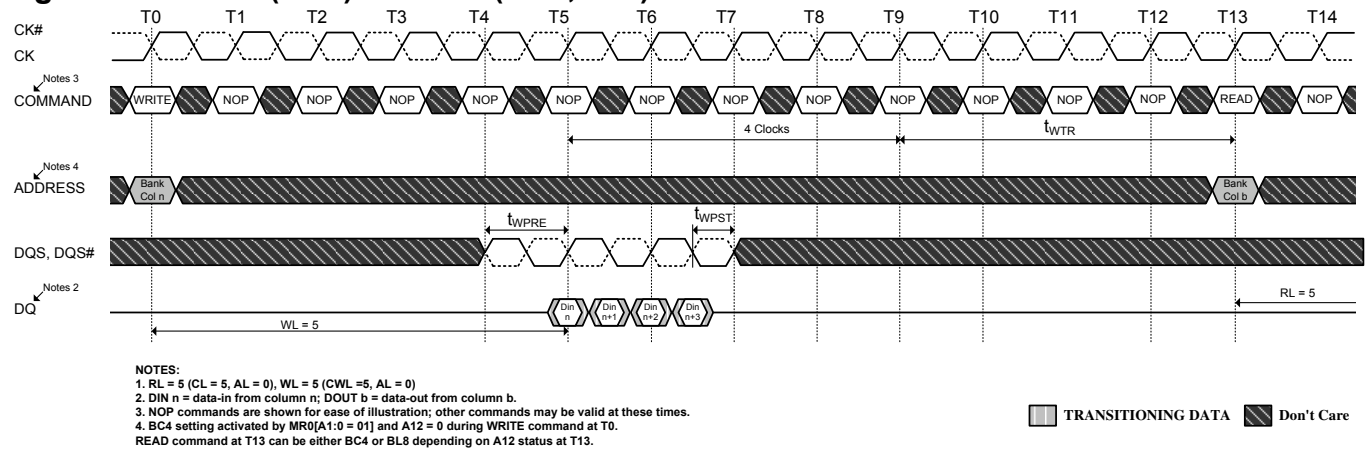 T0 T1 T2 T3 T4 T5 T6 T7 T8 T9 T10 T11 T12 T13 T14
CK#
CK
Notes 3
COMMAND WRITE NOP NOP NOP NOP NOP NOP NOP NOP NOP NOP NOP NOP READ NOP
4 Clocks tWTR
Notes 4
ADDRESS Bank Col n Bank Col b
tWPRE tWPST
DQS, DQS#
Notes 2
DQ Din n Din n+1 Din n+2 Din n+3 RL = 5
WL = 5
NOTES:
1. RL = 5 (CL = 5, AL = 0), WL = 5 (CWL =5, AL = 0)
2. DIN n = data-in from column n; DOUT b = data-out from column b.
3. NOP commands are shown for ease of illustration; other commands may be valid at these times.
4. BC4 setting activated by MR0[A1:0 = 01] and A12 = 0 during WRITE command at T0.
READ command at T13 can be either BC4 or BL8 depending on A12 status at T13.
TRANSITIONING DATA Don't Care